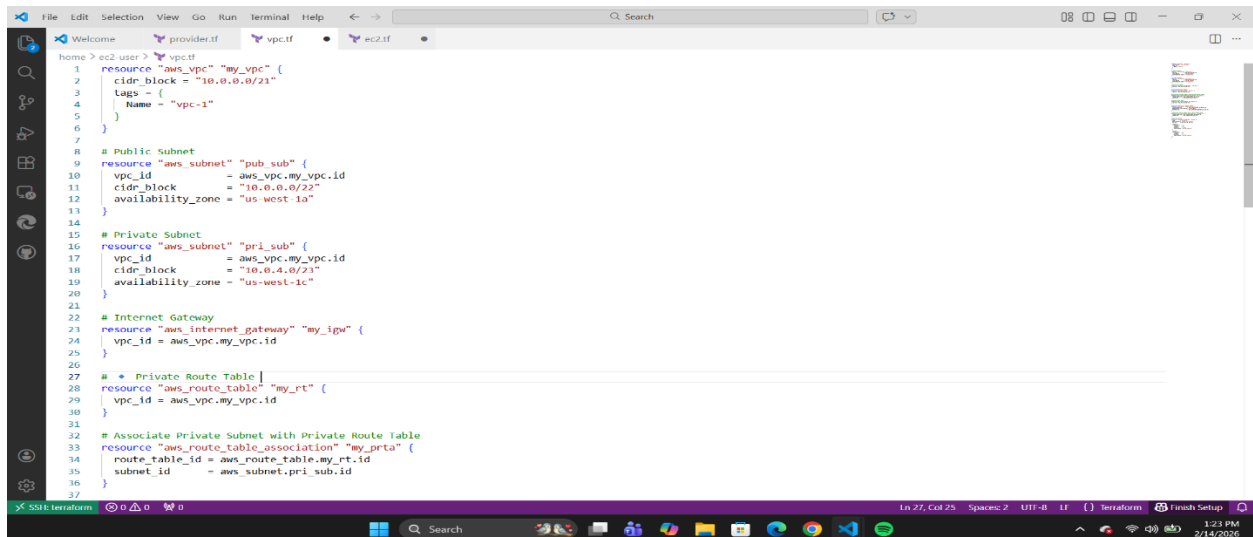 File Edit Selection View Go Run Terminal Help
Search
Welcome
provider.tf
vpc.tf
ec2.tf
home > ec2-user > vpc.tf
1 resource "aws_vpc" "my_vpc" {
2 cidr_block = "10.0.0.0/21"
3 tags = {
4 Name = "vpc-1"
5 }
6 }
7
8 # Public Subnet
9 resource "aws_subnet" "pub_sub" {
10 vpc_id = aws_vpc.my_vpc.id
11 cidr_block = "10.0.0.0/22"
12 availability_zone = "us-west-1a"
13 }
14
15 # Private Subnet
16 resource "aws_subnet" "pri_sub" {
17 vpc_id = aws_vpc.my_vpc.id
18 cidr_block = "10.0.4.0/23"
19 availability_zone = "us-west-1c"
20 }
21
22 # Internet Gateway
23 resource "aws_internet_gateway" "my_igw" {
24 vpc_id = aws_vpc.my_vpc.id
25 }
26
27 # 🔹 Private Route Table
28 resource "aws_route_table" "my_rt" {
29 vpc_id = aws_vpc.my_vpc.id
30 }
31
32 # Associate Private Subnet with Private Route Table
33 resource "aws_route_table_association" "my_prta" {
34 route_table_id = aws_route_table.my_rt.id
35 subnet_id = aws_subnet.pri_sub.id
36 }
37
SSH: terraform 0 0 0 Ln 27, Col 25 Spaces: 2 UTF-8 LF {} Terraform Finish Setup
Search
1:23 PM
2/14/2026